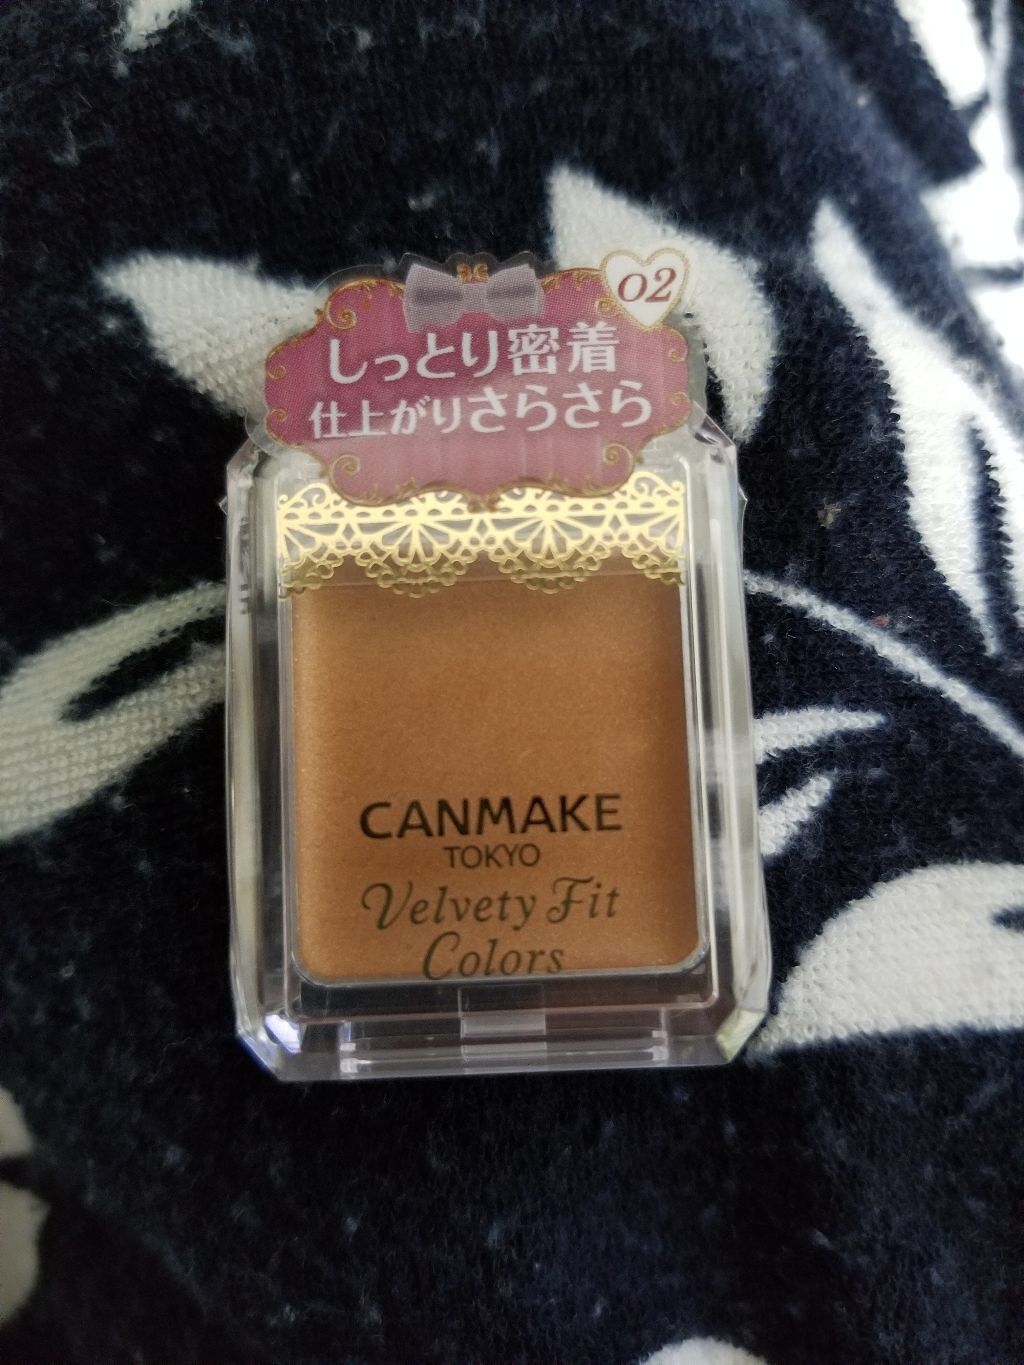 02
しっとり密着
仕上がりさらさら
CANMAKE
TOKYO
Velvety Fit
Colors